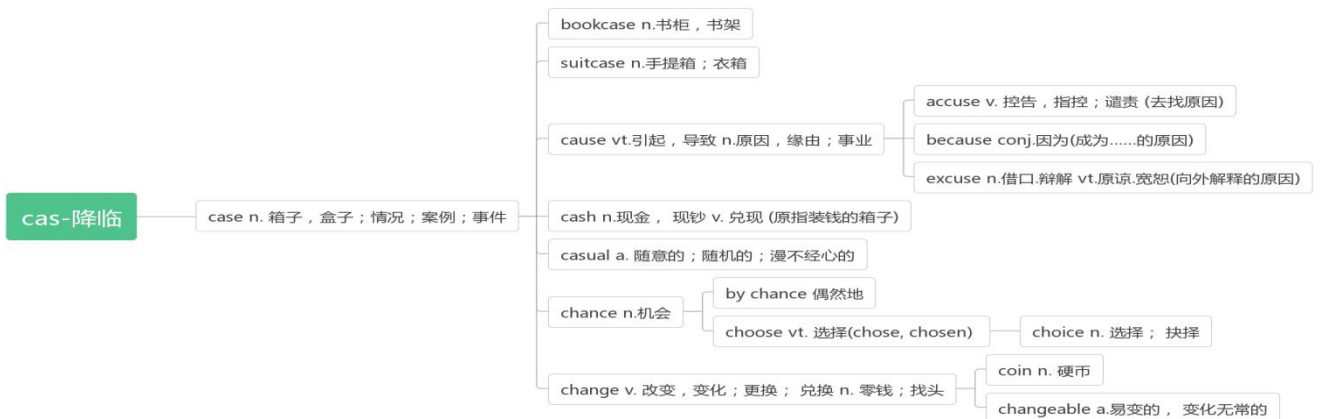 cas-降临
case n. 箱子，盒子；情况；案例；事件
bookcase n.书柜，书架
suitcase n.手提箱；衣箱
cause vt.引起，导致 n.原因，缘由；事业
accuse v. 控告，指控；谴责 (去找原因)
because conj.因为(成为......的原因)
excuse n.借口.辩解 vt.原谅.宽恕(向外解释的原因)
cash n.现金， 现钞 v. 兑现 (原指装钱的箱子)
casual a. 随意的；随机的；漫不经心的
chance n.机会
by chance 偶然地
choose vt. 选择(chose, chosen)
choice n. 选择； 抉择
change v. 改变，变化；更换； 兑换 n. 零钱；找头
coin n. 硬币
changeable a.易变的， 变化无常的